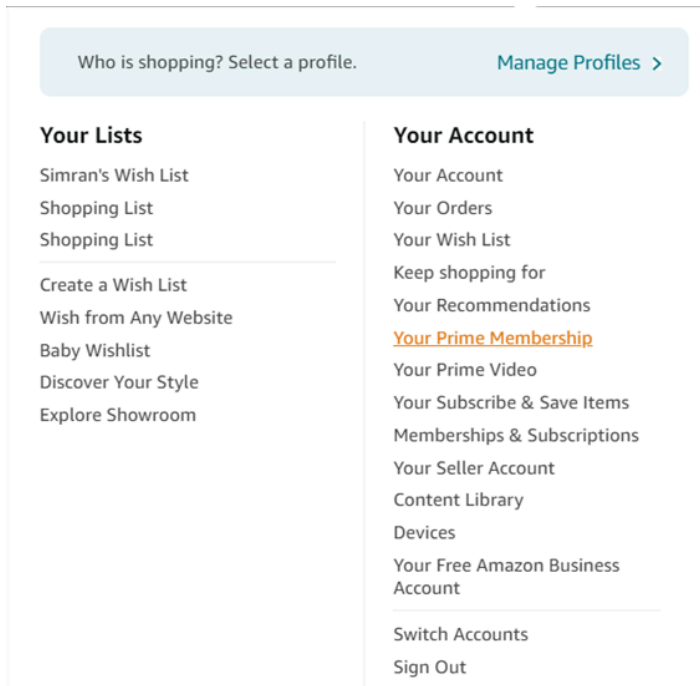 Who is shopping? Select a profile.
Manage Profiles >
Your Lists
Simran's Wish List
Shopping List
Shopping List
Create a Wish List
Wish from Any Website
Baby Wishlist
Discover Your Style
Explore Showroom
Your Account
Your Account
Your Orders
Your Wish List
Keep shopping for
Your Recommendations
Your Prime Membership
Your Prime Video
Your Subscribe & Save Items
Memberships & Subscriptions
Your Seller Account
Content Library
Devices
Your Free Amazon Business
Account
Switch Accounts
Sign Out